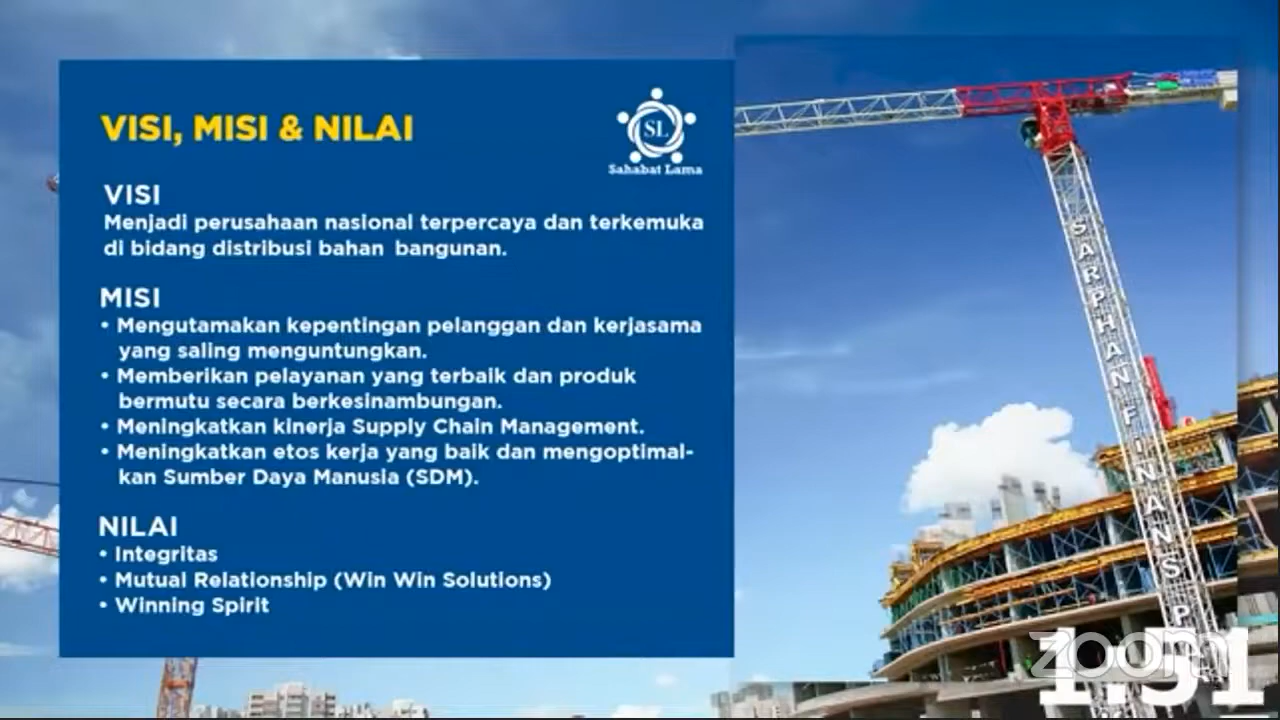 VISI, MISI & NILAI
SL
Sahabat Lama
VISI
Menjadi perusahaan nasional terpercaya dan terkemuka
di bidang distribusi bahan bangunan.
MISI
• Mengutamakan kepentingan pelanggan dan kerjasama
yang saling menguntungkan.
• Memberikan pelayanan yang terbaik dan produk
bermutu secara berkesinambungan.
• Meningkatkan kinerja Supply Chain Management.
• Meningkatkan etos kerja yang baik dan mengoptimal-
kan Sumber Daya Manusia (SDM).
NILAI
• Integritas
• Mutual Relationship (Win Win Solutions)
• Winning Spirit
SARPHAN FINANS P
zoom
1:51